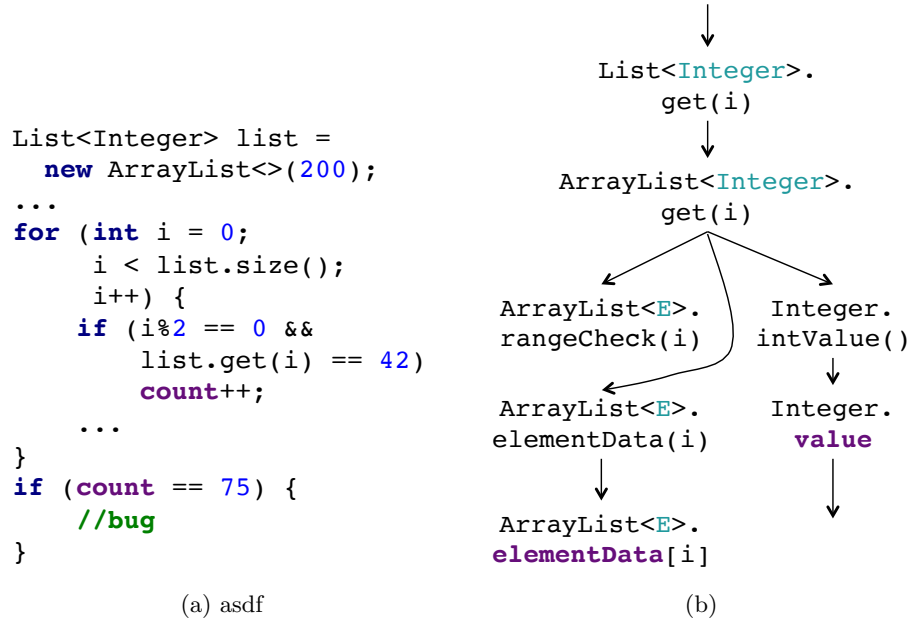 List<Integer> list =
new ArrayList<>(200);
...
for (int i = 0;
i < list.size();
i++) {
if (i%2 == 0 &&
list.get(i) == 42)
count++;
...
}
if (count == 75) {
//bug
}
(a) asdf
List<Integer>.
get(i)
ArrayList<Integer>.
get(i)
ArrayList<E>.
rangeCheck(i)
Integer.
intValue()
ArrayList<E>.
elementData(i)
Integer.
value
ArrayList<E>.
elementData[i]
(b)